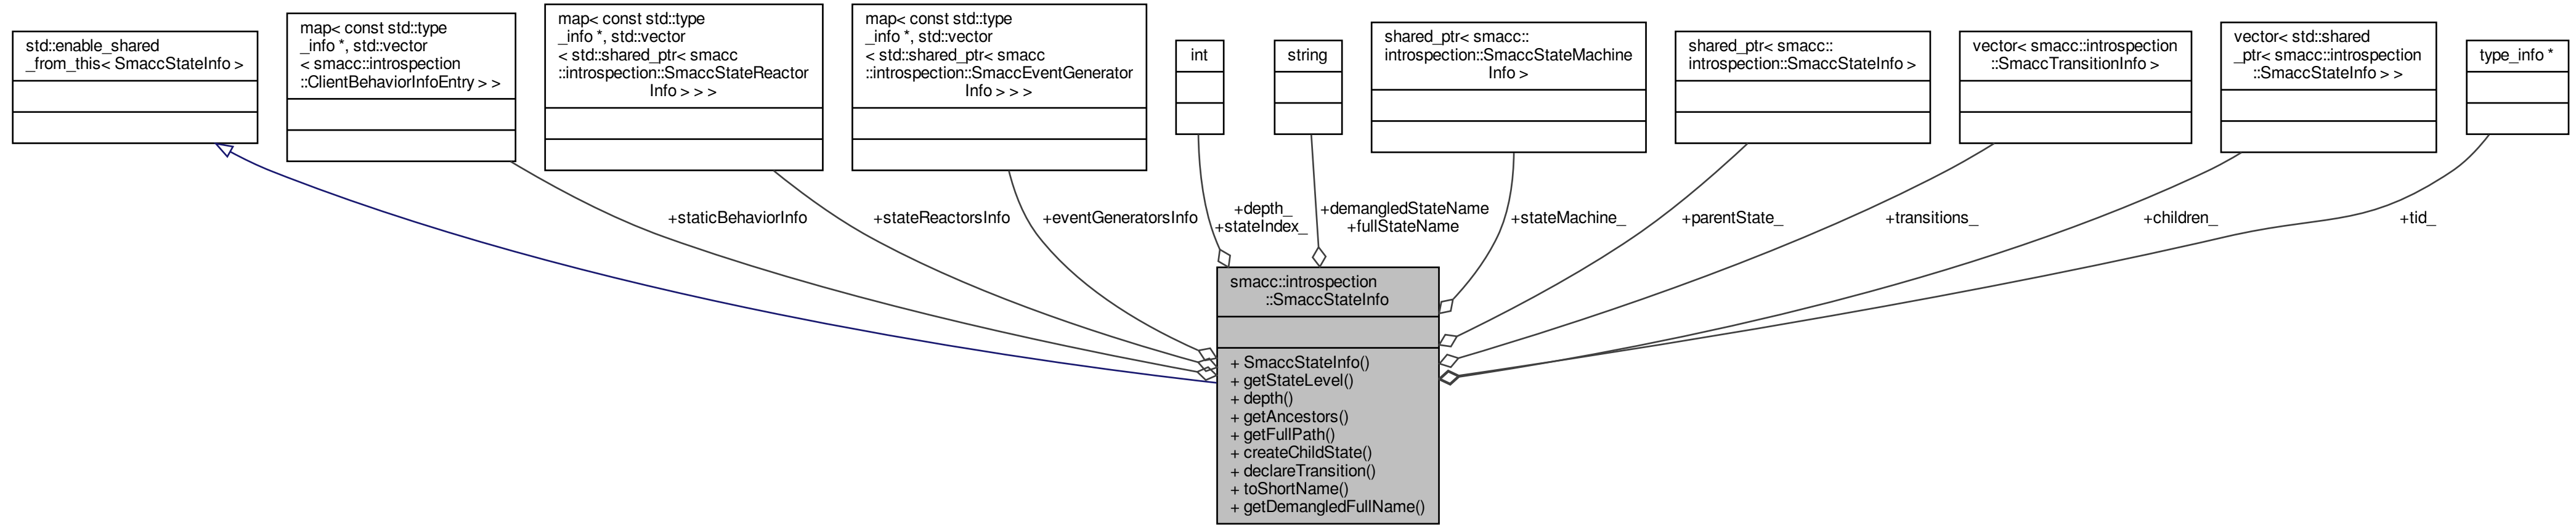 std::enable_shared
_from_this< SmaccStateInfo >
map< const std::type
_info *, std::vector
< smacc::introspection
::ClientBehaviorInfoEntry > >
map< const std::type
_info *, std::vector
< std::shared_ptr< smacc
::introspection::SmaccStateReactor
Info > > >
map< const std::type
_info *, std::vector
< std::shared_ptr< smacc
::introspection::SmaccEventGenerator
Info > > >
int
string
shared_ptr< smacc::
introspection::SmaccStateMachine
Info >
shared_ptr< smacc::
introspection::SmaccStateInfo >
vector< smacc::introspection
::SmaccTransitionInfo >
vector< std::shared
_ptr< smacc::introspection
::SmaccStateInfo > >
type_info *
+staticBehaviorInfo
+stateReactorsInfo
+eventGeneratorsInfo
+depth_
+stateIndex_
+demangledStateName
+fullStateName
+stateMachine_
+parentState_
+transitions_
+children_
+tid_
smacc::introspection
::SmaccStateInfo
+ SmaccStateInfo()
+ getStateLevel()
+ depth()
+ getAncestors()
+ getFullPath()
+ createChildState()
+ declareTransition()
+ toShortName()
+ getDemangledFullName()